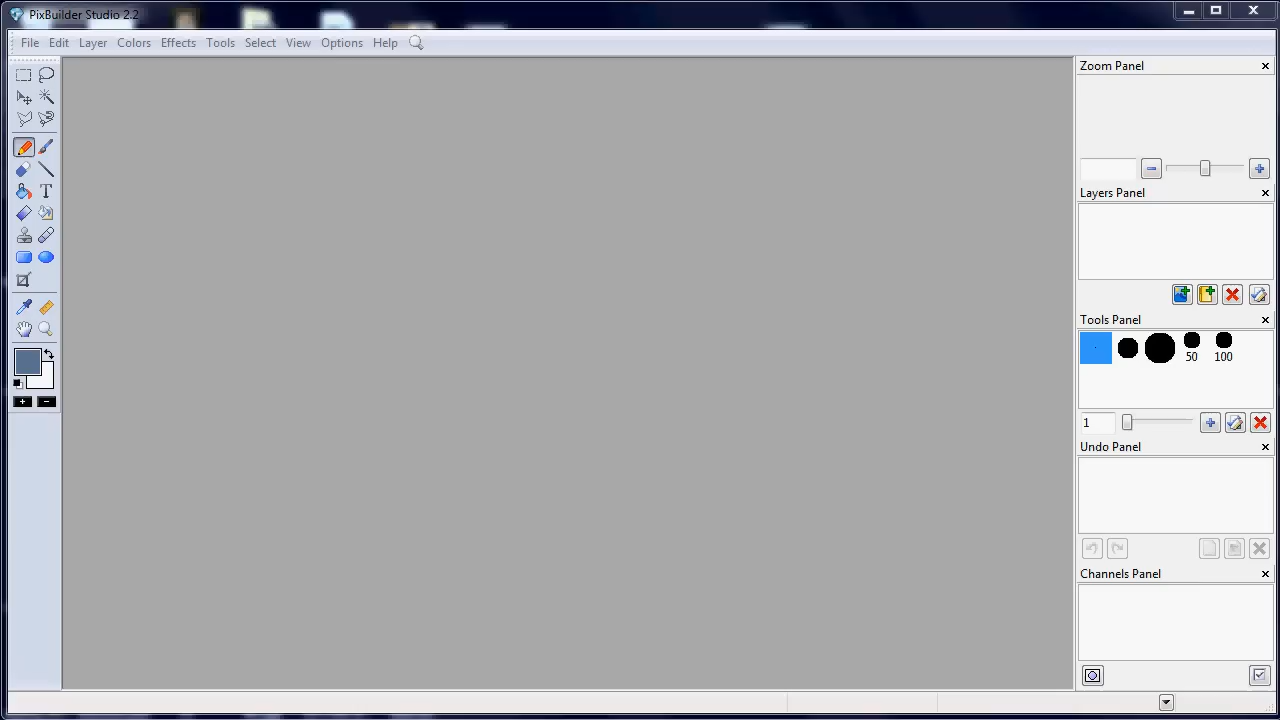 PixBuilder Studio 2.2
File Edit Layer Colors Effects Tools Select View Options Help
Zoom Panel
Layers Panel
Tools Panel
50 100
1
Undo Panel
Channels Panel